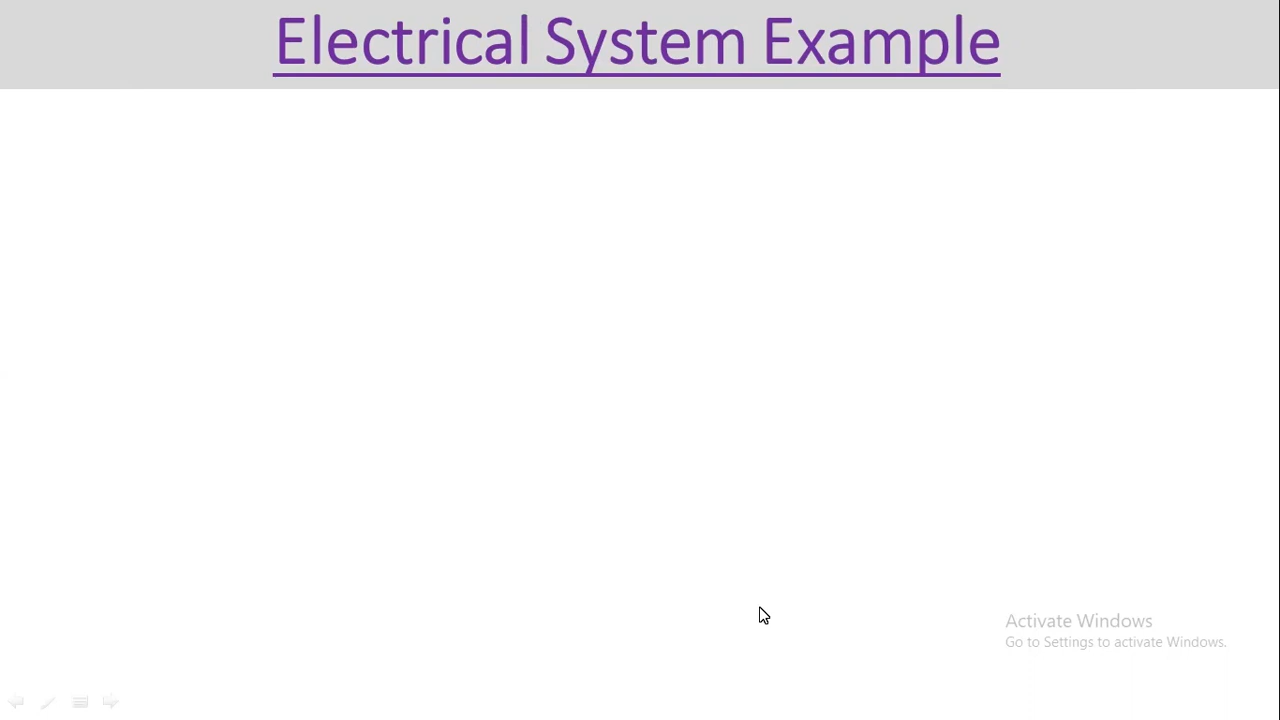 Electrical System Example
Activate Windows
Go to Settings to activate Windows.